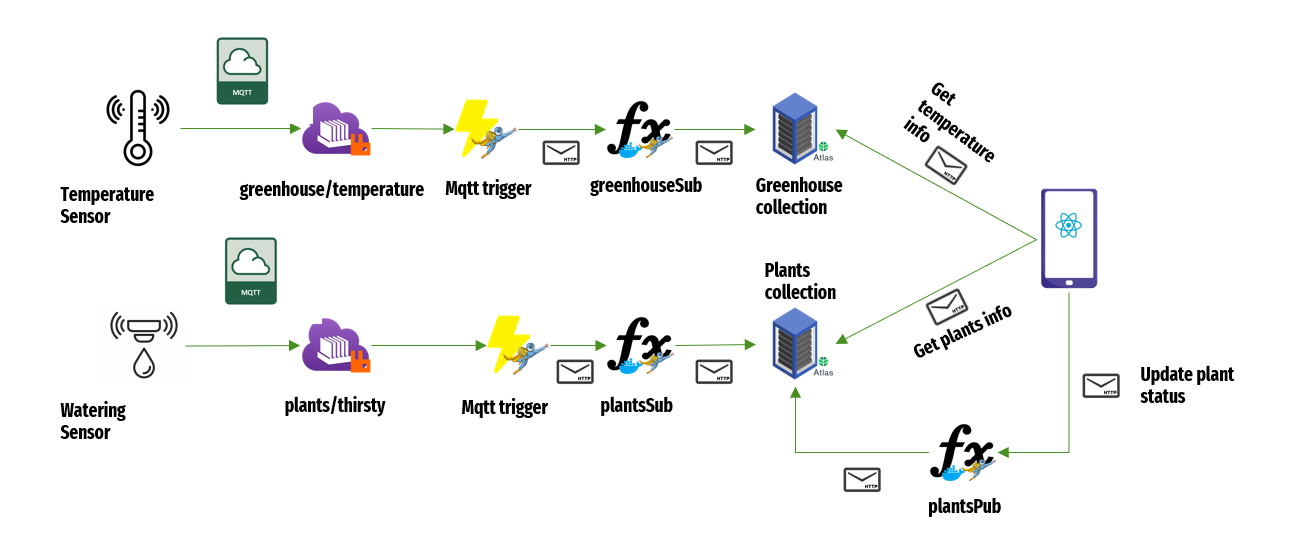 MQTT
Temperature
Sensor
greenhouse/temperature
Mqtt trigger
HTTP
fx
greenhouseSub
HTTP
Atlas
Greenhouse
collection
Get
temperature
info
HTTP
MQTT
Watering
Sensor
plants/thirsty
Mqtt trigger
HTTP
fx
plantsSub
HTTP
Plants
collection
Atlas
HTTP
Get plants info
HTTP
Update plant
status
fx
HTTP
plantsPub